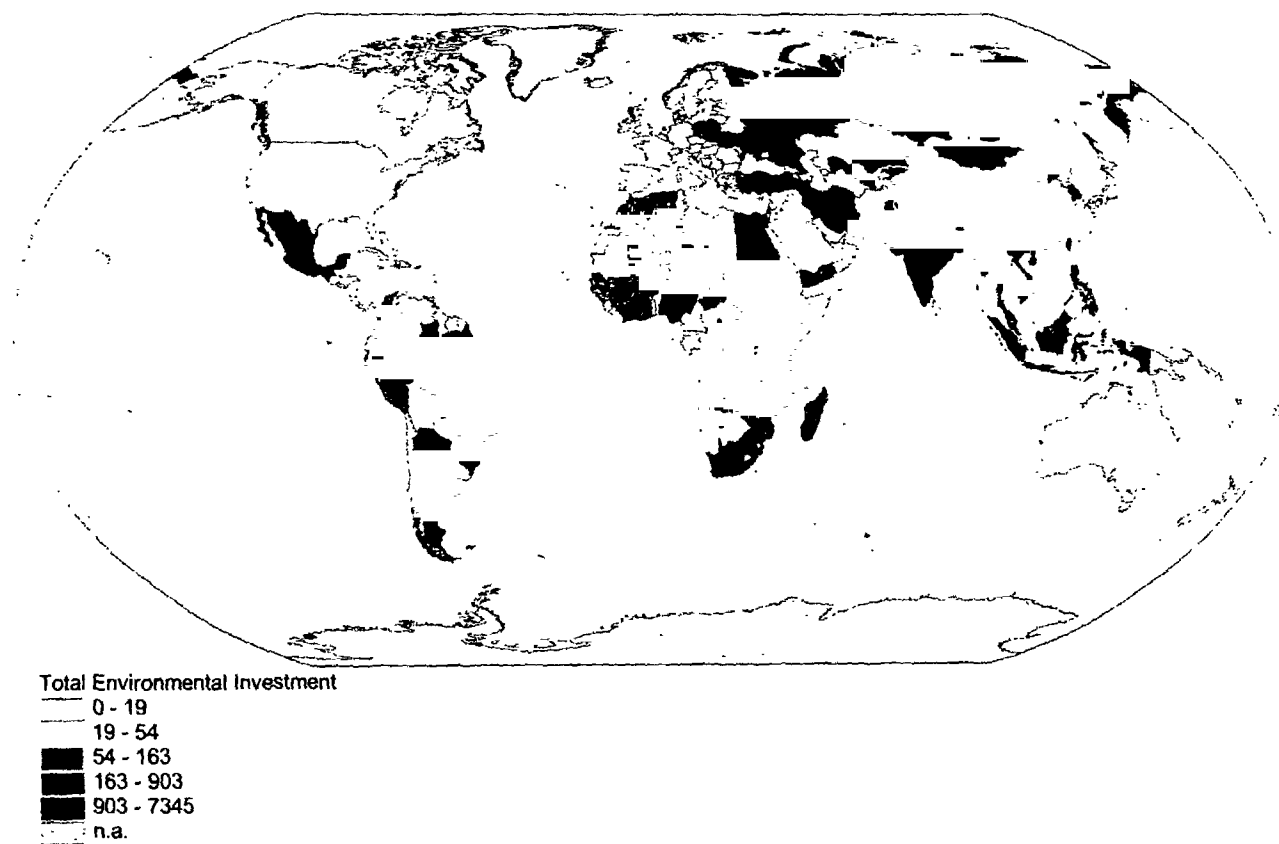 Total Environmental Investment
0 - 19
19 - 54
54 - 163
163 - 903
903 - 7345
n.a.